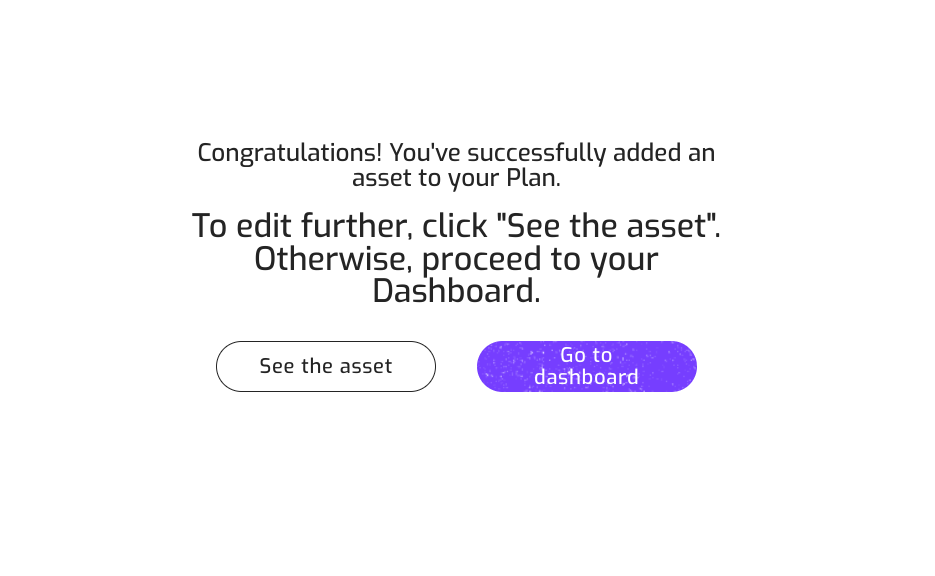 Congratulations! You've successfully added an
asset to your Plan.
To edit further, click "See the asset".
Otherwise, proceed to your
Dashboard.
See the asset
Go to
dashboard